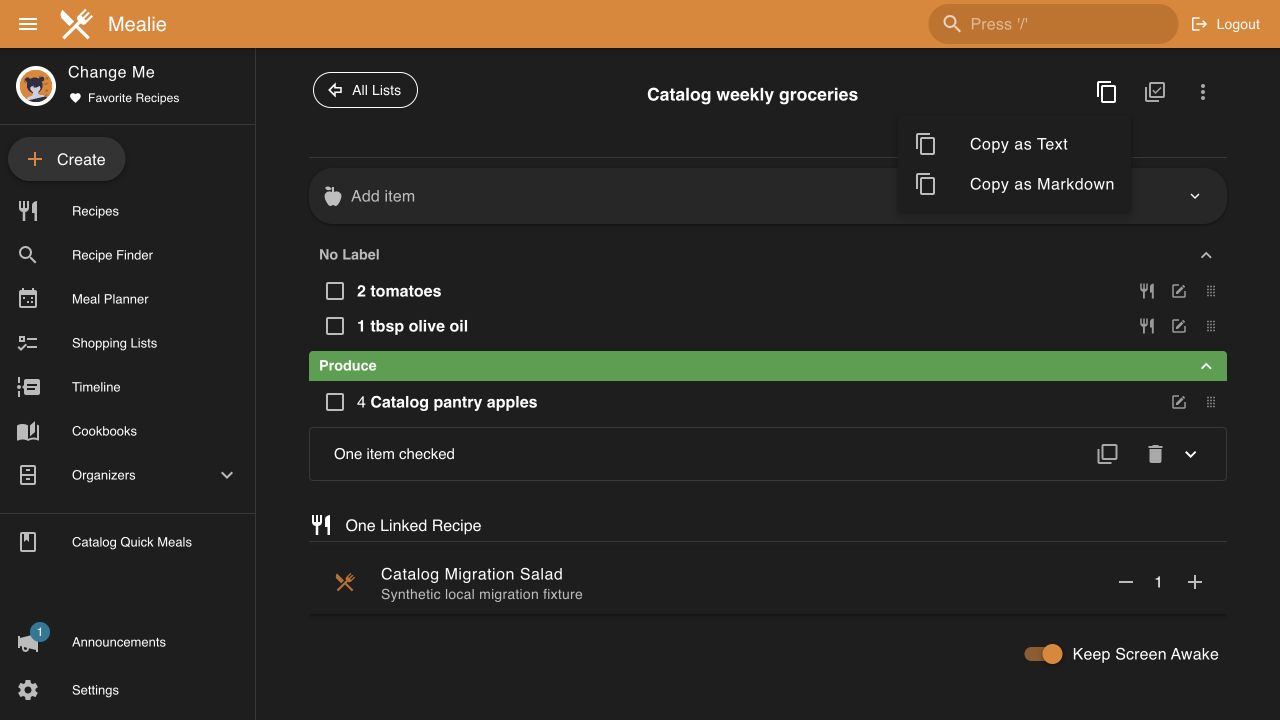 Mealie
Press '/'
Logout
Change Me
Favorite Recipes
Create
Recipes
Recipe Finder
Meal Planner
Shopping Lists
Timeline
Cookbooks
Organizers
Catalog Quick Meals
1
Announcements
Settings
All Lists
Catalog weekly groceries
Copy as Text
Copy as Markdown
Add item
No Label
2 tomatoes
1 tbsp olive oil
Produce
4 Catalog pantry apples
One item checked
One Linked Recipe
Catalog Migration Salad
Synthetic local migration fixture
1
Keep Screen Awake